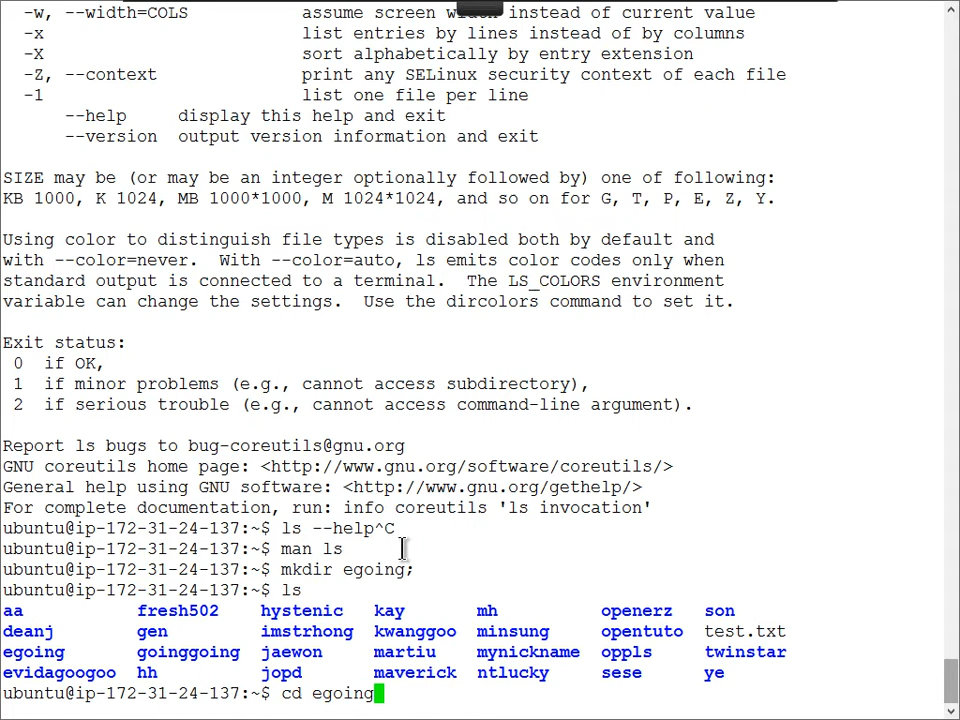 -w, --width=COLS assume screen width instead of current value
-x list entries by lines instead of by columns
-X sort alphabetically by entry extension
-Z, --context print any SELinux security context of each file
-1 list one file per line
--help display this help and exit
--version output version information and exit
SIZE may be (or may be an integer optionally followed by) one of following:
KB 1000, K 1024, MB 1000*1000, M 1024*1024, and so on for G, T, P, E, Z, Y.
Using color to distinguish file types is disabled both by default and
with --color=never. With --color=auto, ls emits color codes only when
standard output is connected to a terminal. The LS_COLORS environment
variable can change the settings. Use the dircolors command to set it.
Exit status:
0 if OK,
1 if minor problems (e.g., cannot access subdirectory),
2 if serious trouble (e.g., cannot access command-line argument).
Report ls bugs to bug-coreutils@gnu.org
GNU coreutils home page: <http://www.gnu.org/software/coreutils/>
General help using GNU software: <http://www.gnu.org/gethelp/>
For complete documentation, run: info coreutils 'ls invocation'
ubuntu@ip-172-31-24-137:~$ ls --help^C
ubuntu@ip-172-31-24-137:~$ man ls
ubuntu@ip-172-31-24-137:~$ mkdir egoing;
ubuntu@ip-172-31-24-137:~$ ls
aa fresh502 hystenic kay mh openerz son
deanj gen imstrhong kwanggoo minsung opentuto test.txt
egoing goinggoing jaewon martiu mynickname oppls twinstar
evidagoogoo hh jopd maverick ntlucky sese ye
ubuntu@ip-172-31-24-137:~$ cd egoing